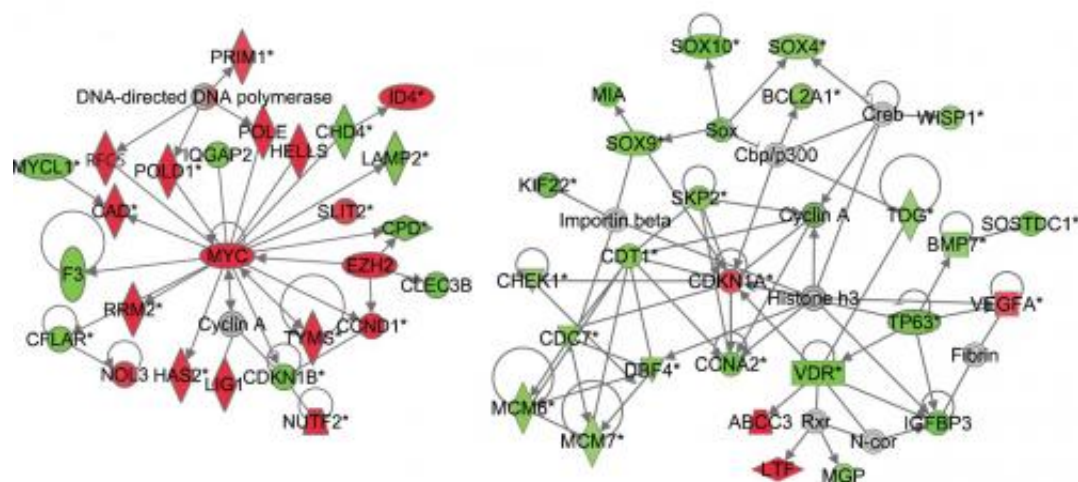 PRIM1*
DNA-directed DNA polymerase
ID4*
POLE
CHD4*
RFC5
POLD1*
IQGAP2
HELLS
LAMP2*
MYCL1*
CAD*
SLIT2*
CPD*
MYC
EZH2
F3
CLEC3B
RRM2*
Cyclin A
TYMS*
CCND1*
CFLAR*
NOL3
HAS2*
LIG1
CDKN1B*
NUTF2*
SOX10*
SOX4*
MIA
BCL2A1*
Creb
WISP1*
SOX9*
Sox
Cbp/p300
KIF22*
SKP2*
Importin beta
Cyclin A
TDG*
SOSTDC1*
CDT1*
BMP7*
CHEK1*
CDKN1A*
Histone h3
VEGFA*
TP63*
CDC7*
DBF4*
CCNA2*
VDR*
Fibrin
MCM6*
MCM7*
ABCC3
Rxr
N-cor
IGFBP3
LTF
MGP